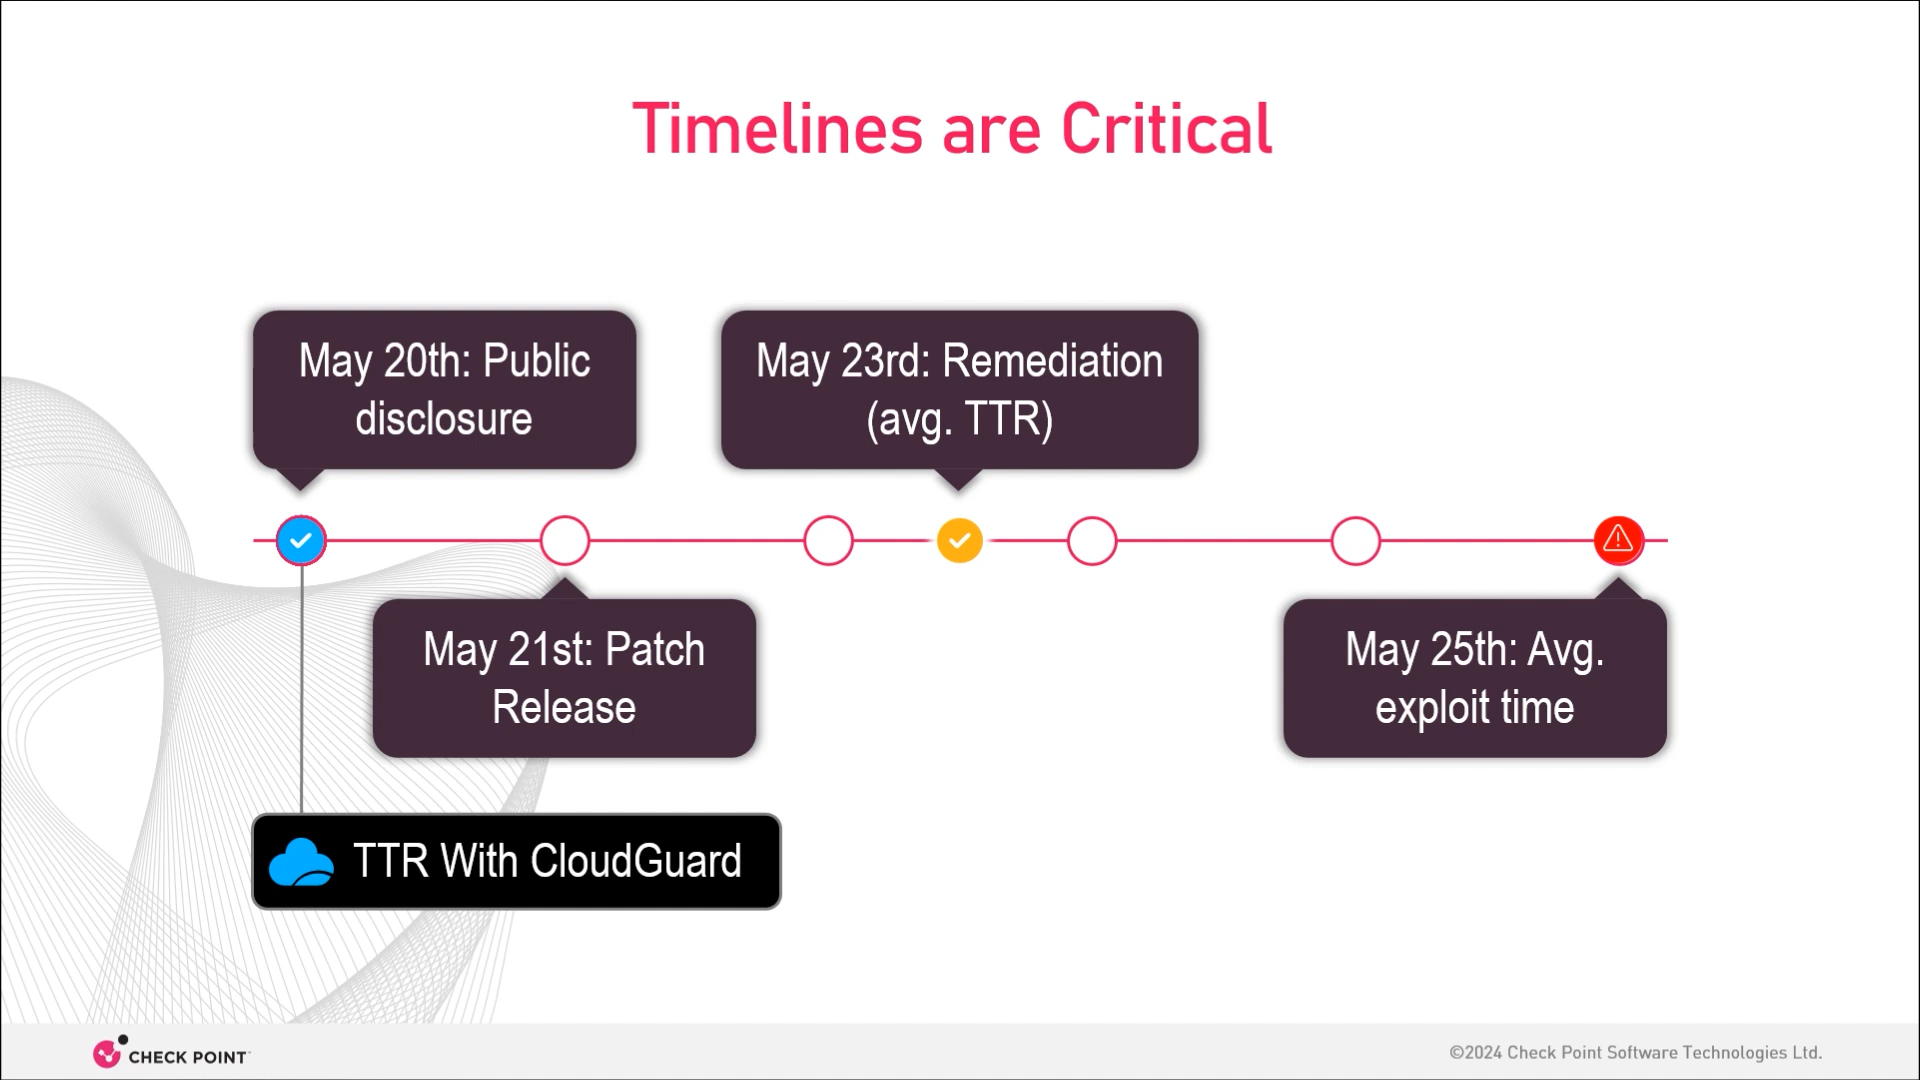 Timelines are Critical
May 20th: Public
disclosure
May 23rd: Remediation
(avg. TTR)
May 21st: Patch
Release
May 25th: Avg.
exploit time
TTR With CloudGuard
CHECK POINT
©2024 Check Point Software Technologies Ltd.